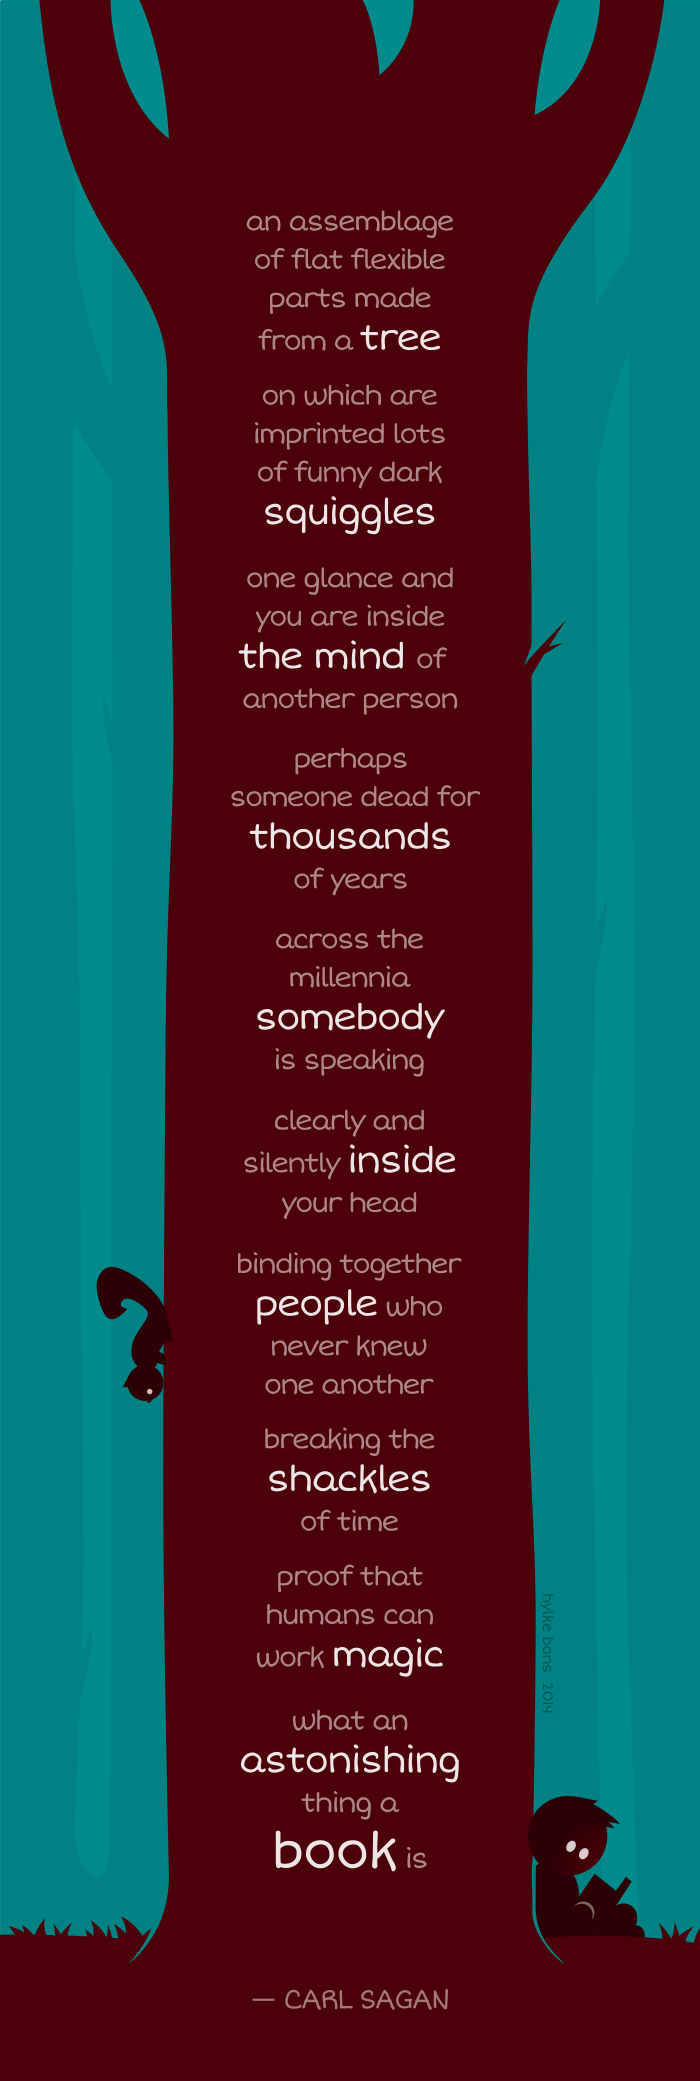 an assemblage
of flat flexible
parts made
from a tree
on which are
imprinted lots
of funny dark
squiggles
one glance and
you are inside
the mind of
another person
perhaps
someone dead for
thousands
of years
across the
millennia
somebody
is speaking
clearly and
silently inside
your head
binding together
people who
never knew
one another
breaking the
shackles
of time
proof that
humans can
work magic
what an
astonishing
thing a
book is
hylke bons 2014
— CARL SAGAN